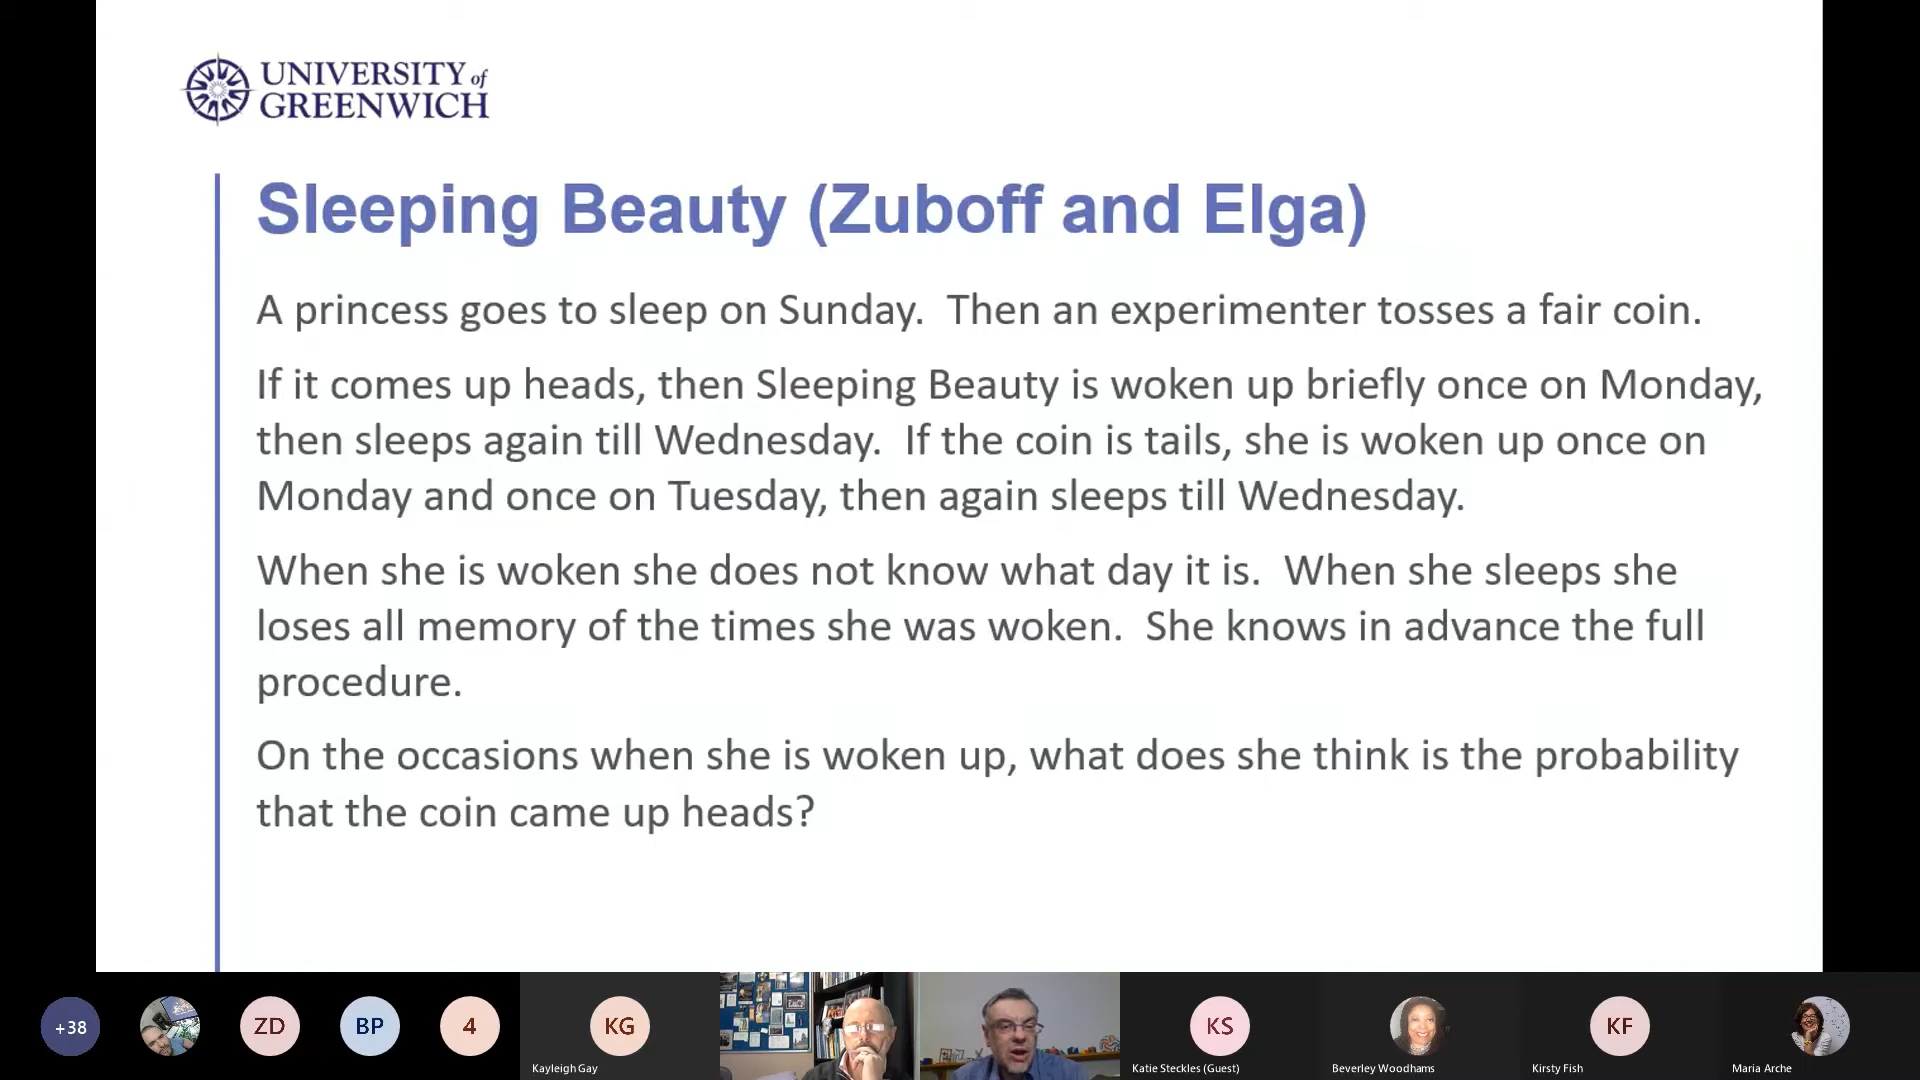 UNIVERSITY of
GREENWICH
Sleeping Beauty (Zuboff and Elga)
A princess goes to sleep on Sunday.  Then an experimenter tosses a fair coin.
If it comes up heads, then Sleeping Beauty is woken up briefly once on Monday,
then sleeps again till Wednesday.  If the coin is tails, she is woken up once on
Monday and once on Tuesday, then again sleeps till Wednesday.
When she is woken she does not know what day it is.  When she sleeps she
loses all memory of the times she was woken.  She knows in advance the full
procedure.
On the occasions when she is woken up, what does she think is the probability
that the coin came up heads?
+38
ZD
BP
4
KG
KS
KF
Kayleigh Gay
Katie Steckles (Guest)
Beverley Woodhams
Kirsty Fish
Maria Arche